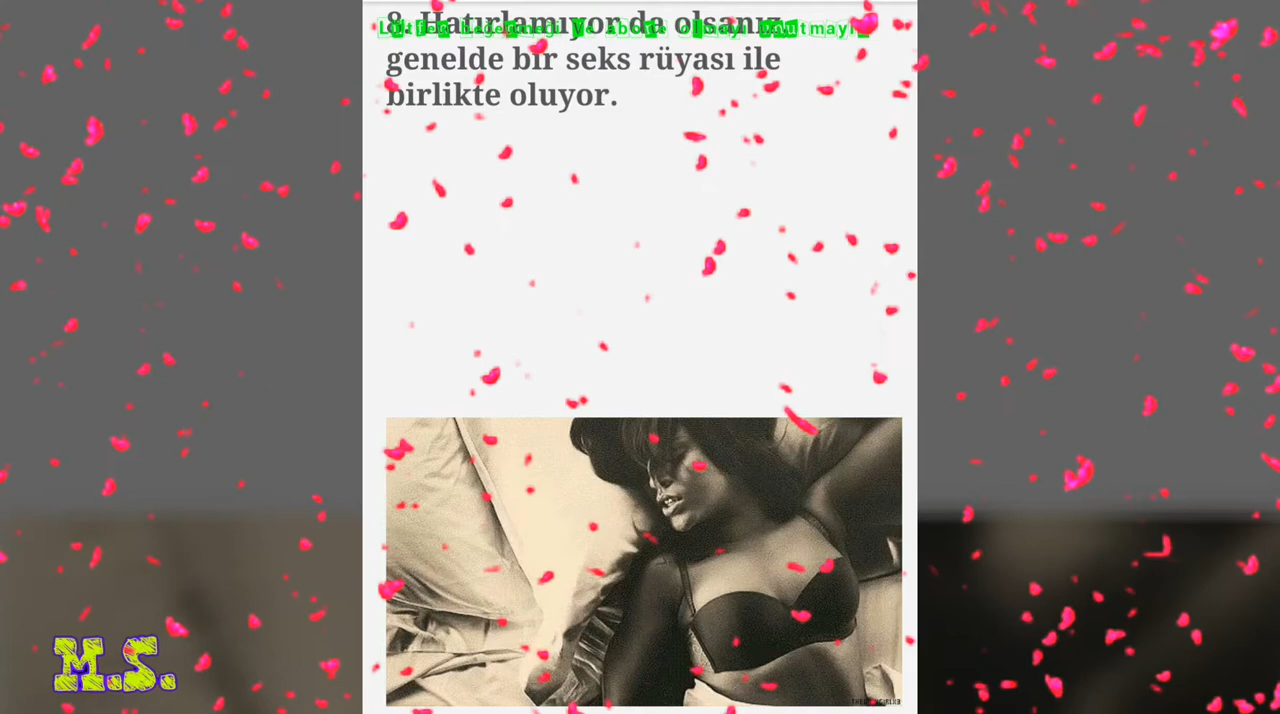 8. Hatırlamıyor da olsanız
genelde bir seks rüyası ile
birlikte oluyor.
M.S.